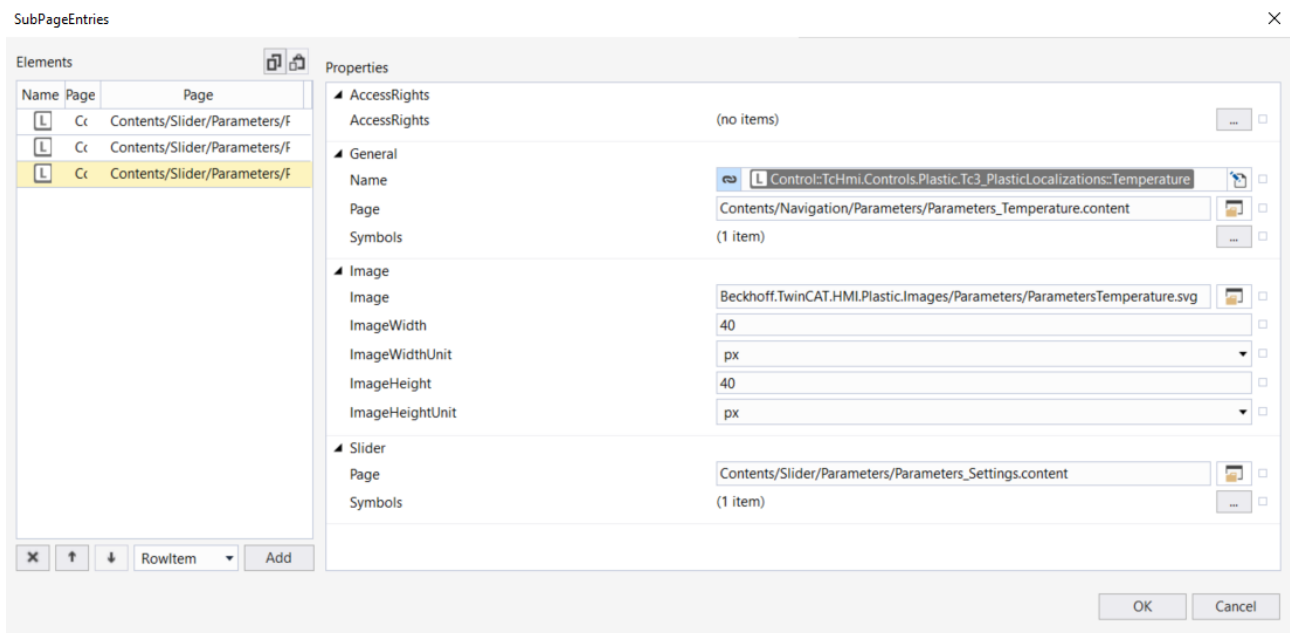 SubPageEntries
Elements
Name Page Page
L Cc Contents/Slider/Parameters/F
L Cc Contents/Slider/Parameters/F
L Cc Contents/Slider/Parameters/F
RowItem Add
Properties
AccessRights
AccessRights (no items) ...
General
Name L Control::TcHmi.Controls.Plastic.Tc3_PlasticLocalizations::Temperature
Page Contents/Navigation/Parameters/Parameters_Temperature.content
Symbols (1 item) ...
Image
Image Beckhoff.TwinCAT.HMI.Plastic.Images/Parameters/ParametersTemperature.svg
ImageWidth 40
ImageWidthUnit px
ImageHeight 40
ImageHeightUnit px
Slider
Page Contents/Slider/Parameters/Parameters_Settings.content
Symbols (1 item) ...
OK Cancel